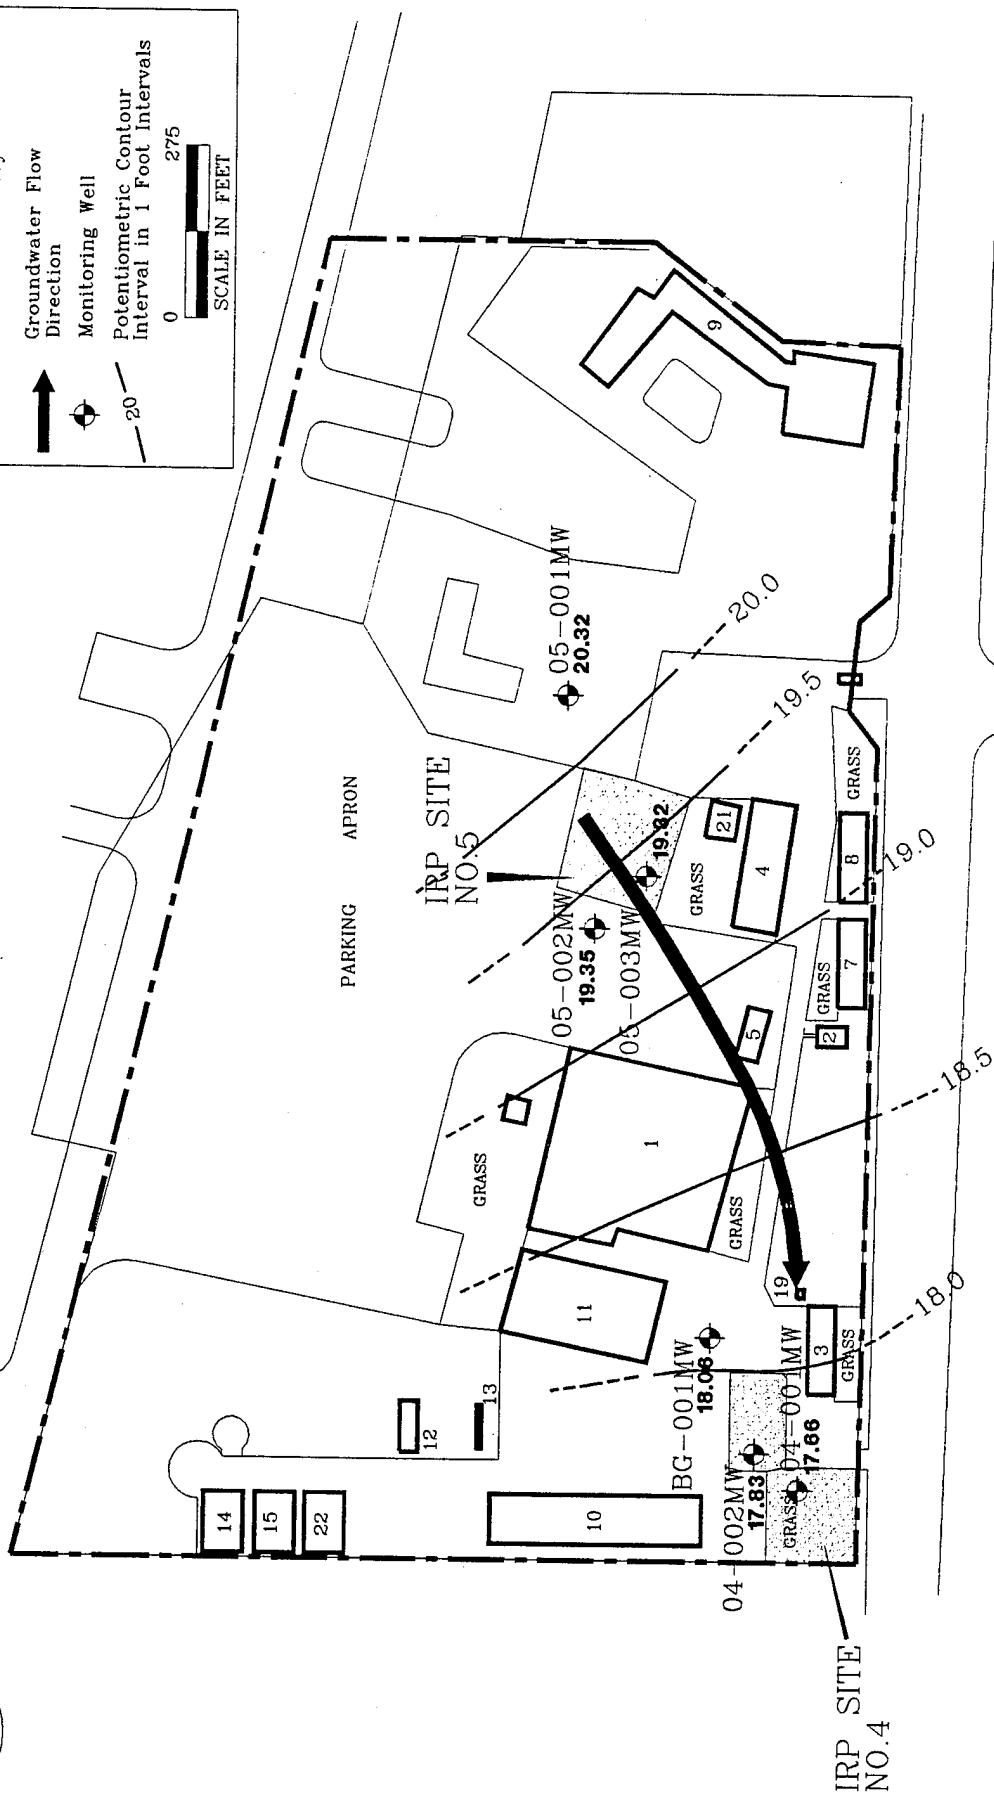 Groundwater Flow
Direction
Monitoring Well
20
Potentiometric Contour
Interval in 1 Foot Intervals
0
275
SCALE IN FEET
PARKING APRON
IRP SITE
NO.5
05-001MW
20.32
05-002MW
19.35
05-003MW
19.32
20.0
19.5
19.0
18.5
18.0
GRASS
GRASS
GRASS
GRASS
GRASS
GRASS
GRASS
9
21
4
8
7
2
5
1
11
19
3
12
13
14
15
22
10
BG-001MW
18.06
04-001MW
17.66
04-002MW
17.83
IRP SITE
NO.4